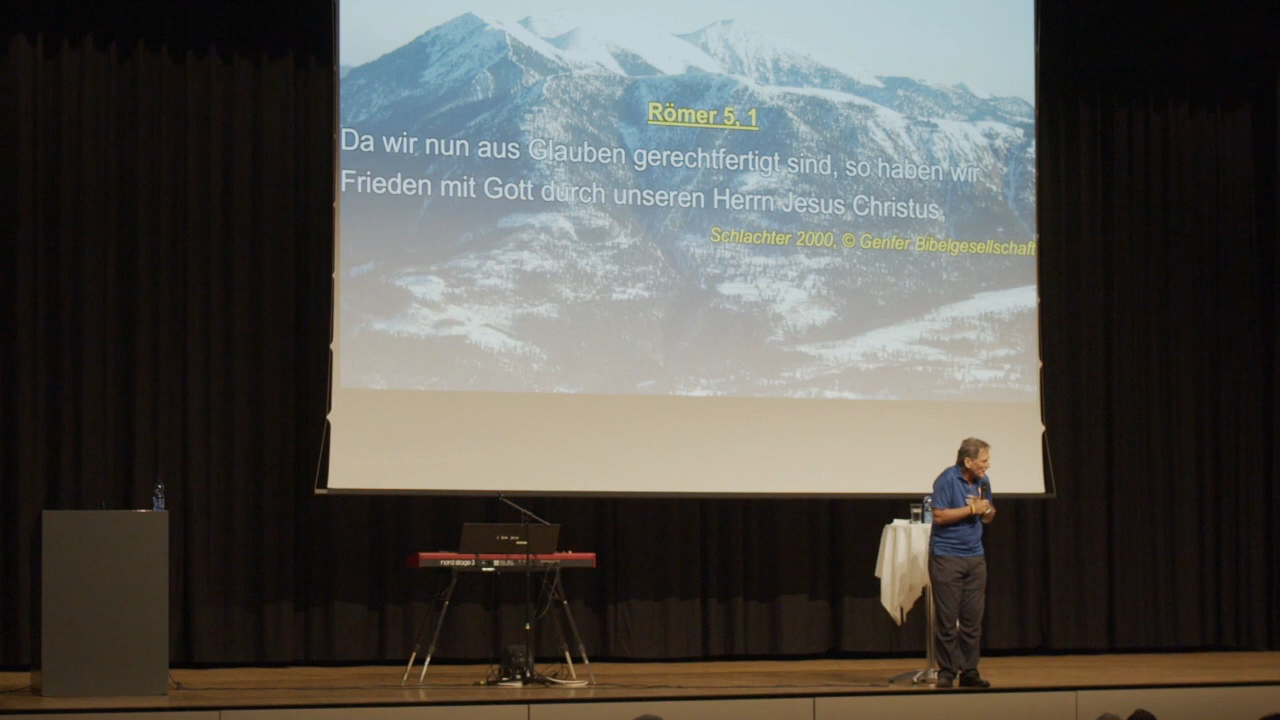 Römer 5, 1
Da wir nun aus Glauben gerechtfertigt sind, so haben wir
Frieden mit Gott durch unseren Herrn Jesus Christus,
Schlachter 2000, © Genfer Bibelgesellschaft
nord stage 3